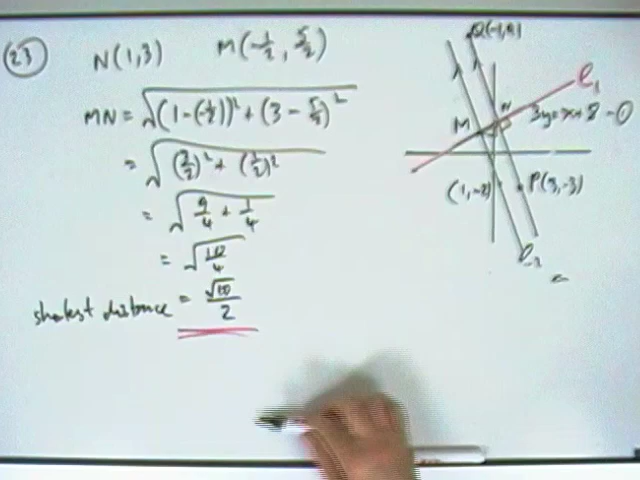 (23) N(1,3) M(-1/2, 5/2)
MN = √((1-(-1/2))² + (3 - 5/2)²)
= √((3/2)² + (1/2)²)
= √(9/4 + 1/4)
= √(10/4)
shortest distance = √10/2
l₁
N
3y = x + 8 - ①
M
(1,-2)
P(3,-3)
l₂